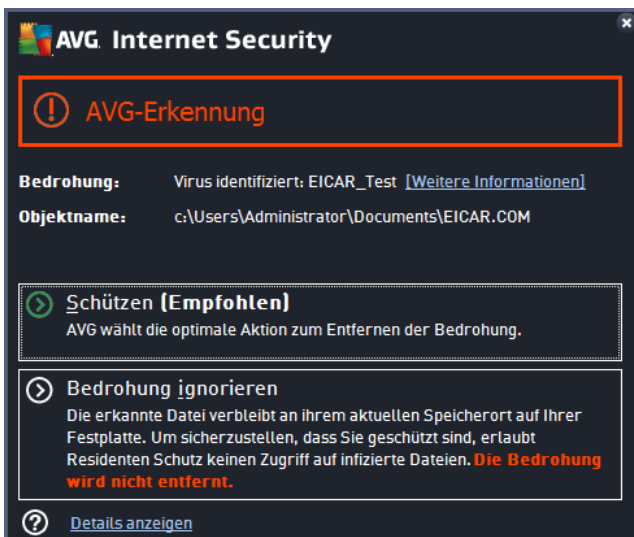 AVG. Internet Security
AVG-Erkennung
Bedrohung: Virus identifiziert: EICAR_Test [Weitere Informationen]
Objektname: c:\Users\Administrator\Documents\EICAR.COM
Schützen (Empfohlen)
AVG wählt die optimale Aktion zum Entfernen der Bedrohung.
Bedrohung ignorieren
Die erkannte Datei verbleibt an ihrem aktuellen Speicherort auf Ihrer
Festplatte. Um sicherzustellen, dass Sie geschützt sind, erlaubt
Residenten Schutz keinen Zugriff auf infizierte Dateien. Die Bedrohung
wird nicht entfernt.
Details anzeigen